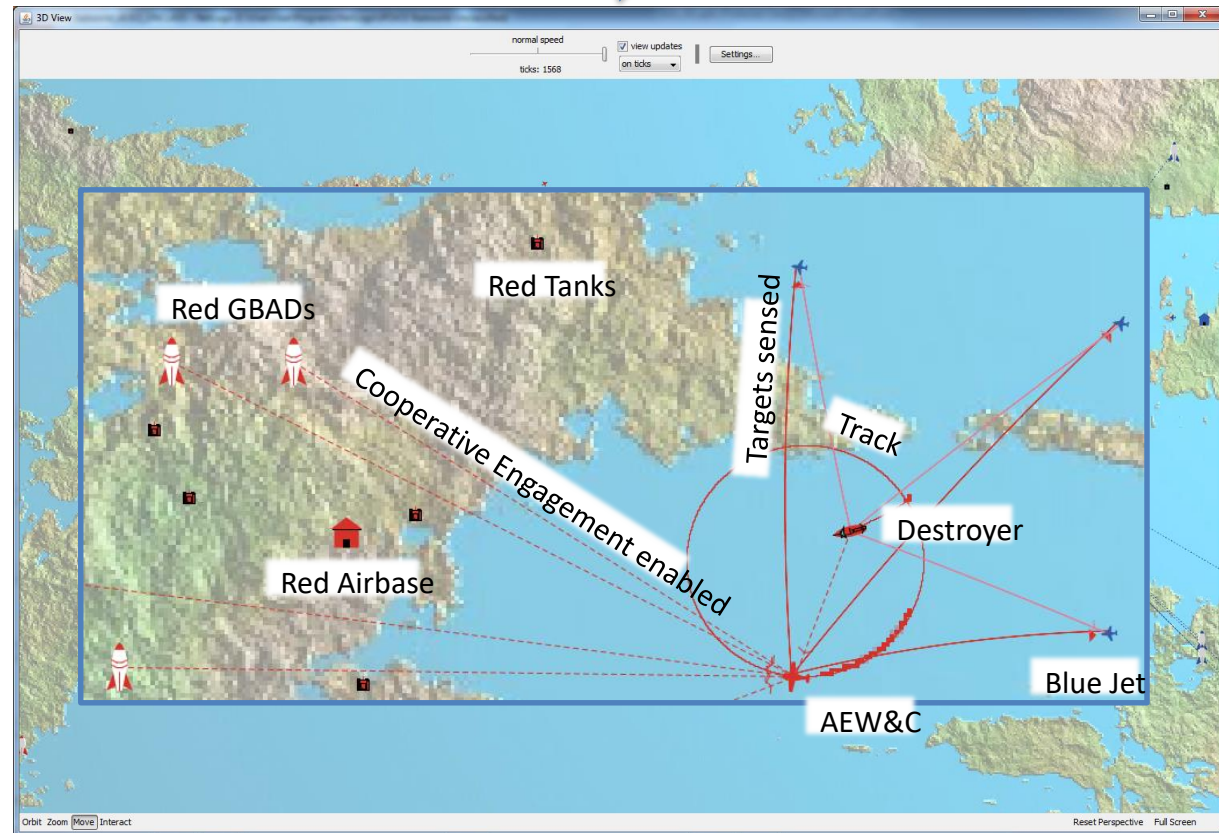 3D View
normal speed
view updates
on ticks
ticks: 1568
Settings...
Red Tanks
Red GBADs
Targets sensed
Cooperative Engagement enabled
Track
Destroyer
Red Airbase
Blue Jet
AEW&C
Orbit Zoom Move Interact
Reset Perspective Full Screen